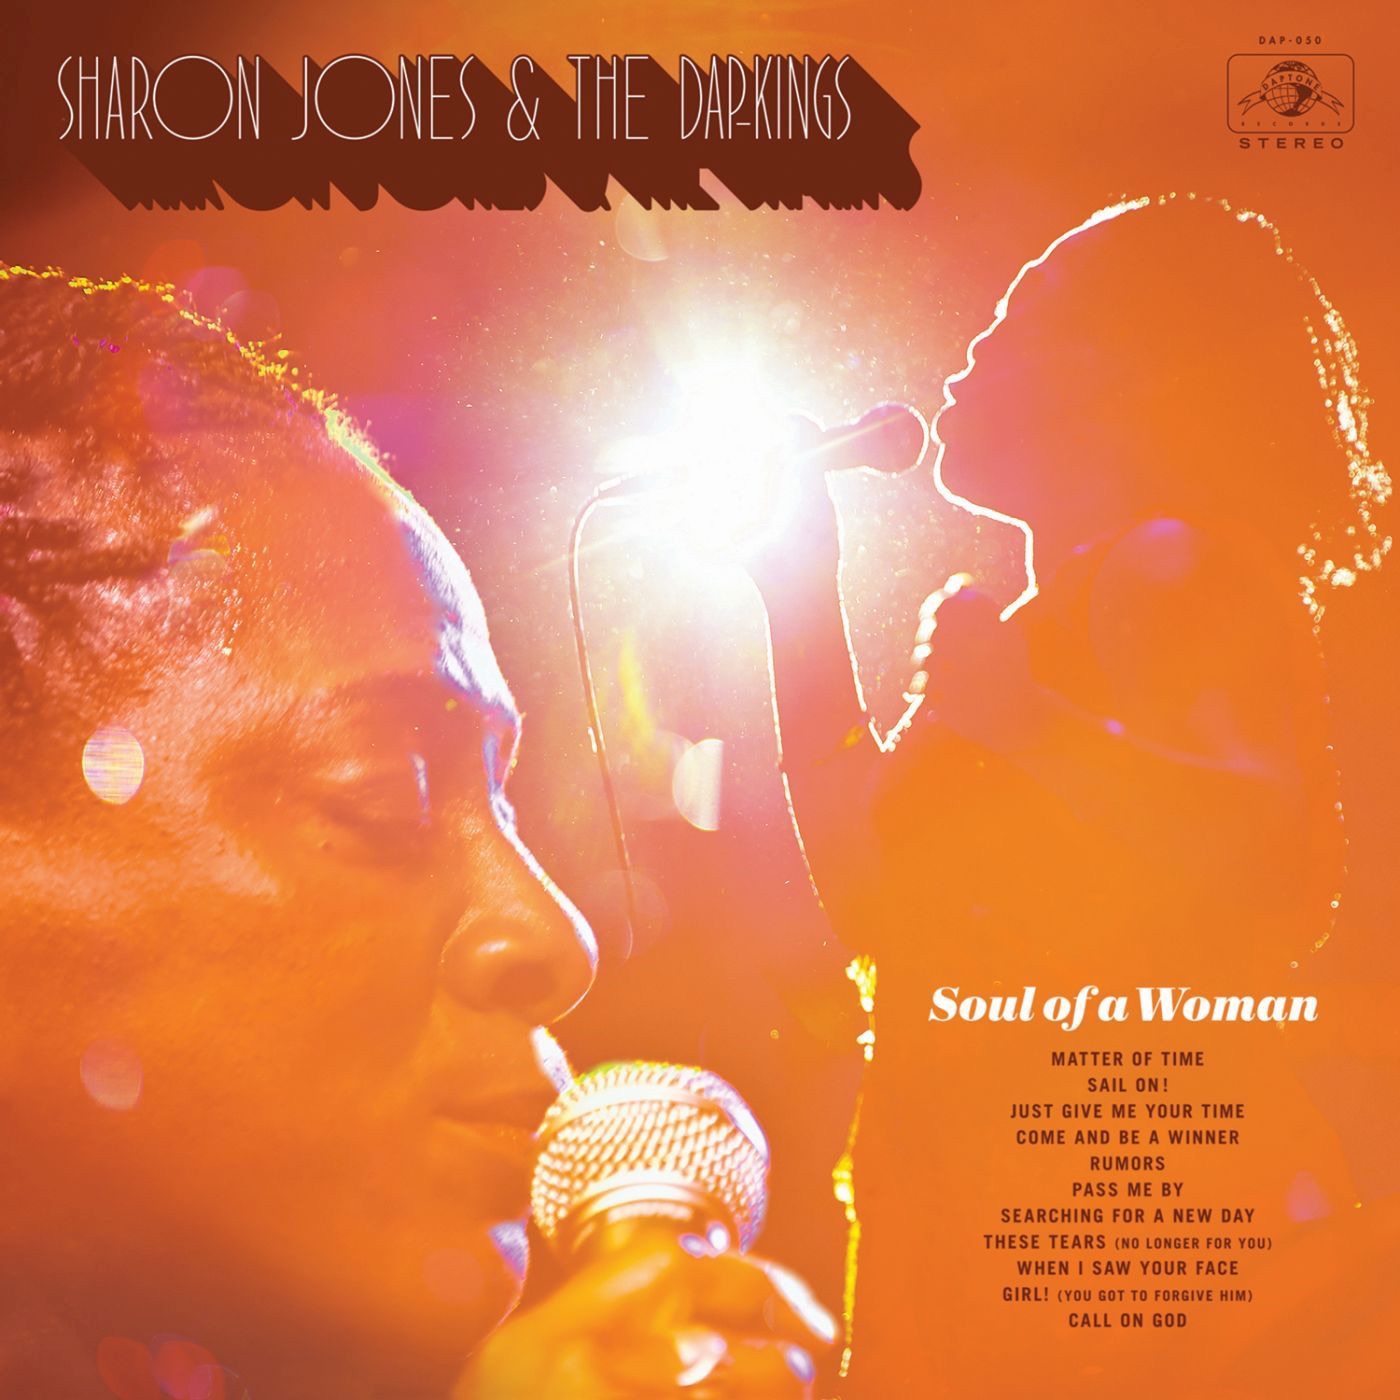 SHARON JONES & THE DAP-KINGS
DAP-050
DAPTONE
RECORDS
STEREO
Soul of a Woman
MATTER OF TIME
SAIL ON!
JUST GIVE ME YOUR TIME
COME AND BE A WINNER
RUMORS
PASS ME BY
SEARCHING FOR A NEW DAY
THESE TEARS (NO LONGER FOR YOU)
WHEN I SAW YOUR FACE
GIRL! (YOU GOT TO FORGIVE HIM)
CALL ON GOD